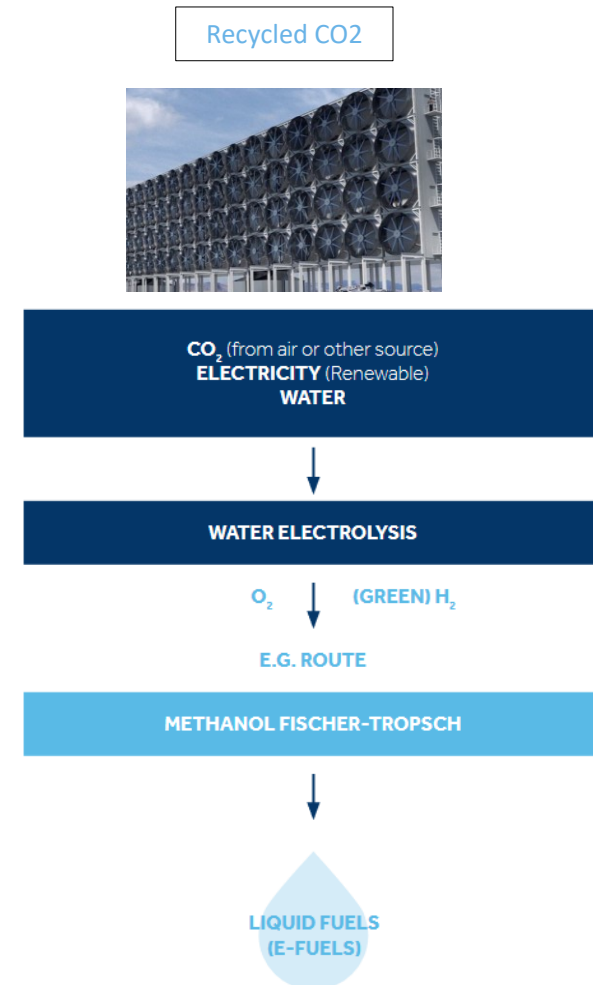 Recycled CO2
CO₂ (from air or other source)
ELECTRICITY (Renewable)
WATER
WATER ELECTROLYSIS
O₂ (GREEN) H₂
E.G. ROUTE
METHANOL FISCHER-TROPSCH
LIQUID FUELS
(E-FUELS)